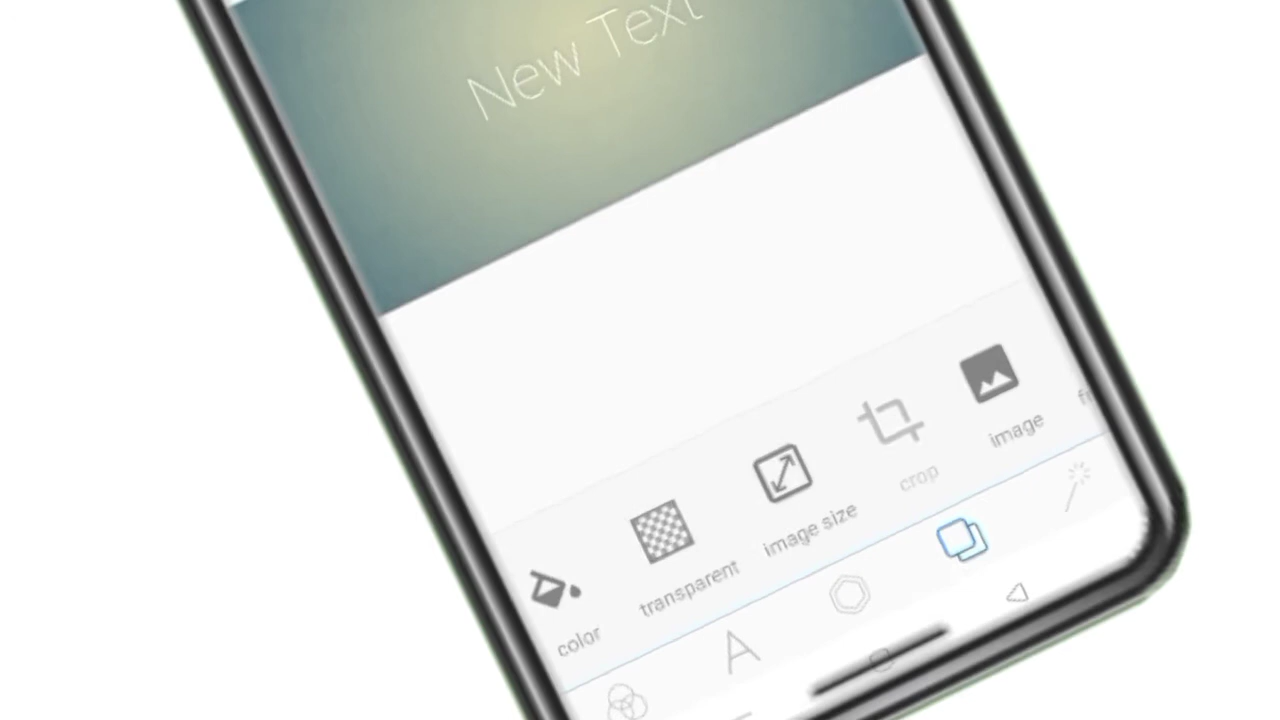 New Text
color
transparent
image size
crop
image